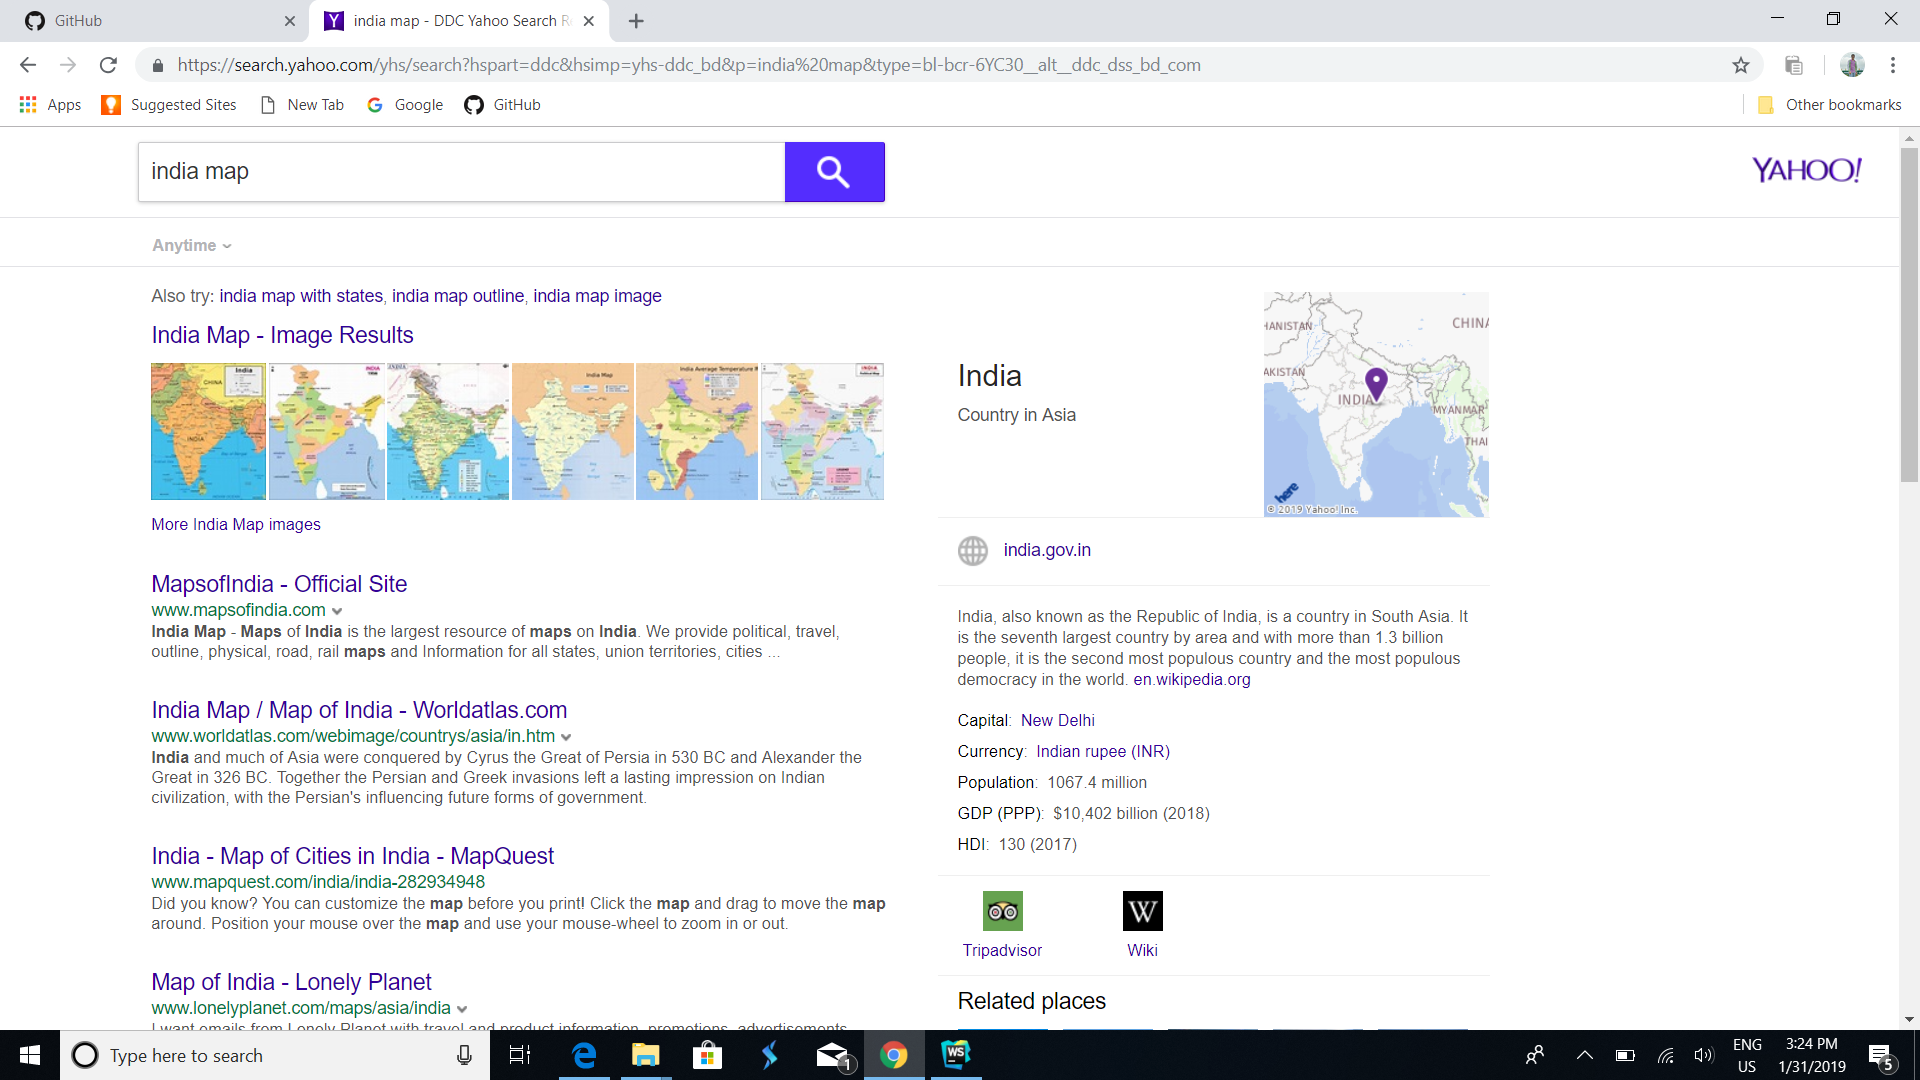 GitHub
india map - DDC Yahoo Search R
https://search.yahoo.com/yhs/search?hspart=ddc&hsimp=yhs-ddc_bd&p=india%20map&type=bl-bcr-6YC30__alt__ddc_dss_bd_com
Apps Suggested Sites New Tab Google GitHub Other bookmarks
india map
YAHOO!
Anytime
Also try: india map with states, india map outline, india map image
India Map - Image Results
More India Map images
MapsofIndia - Official Site
www.mapsofindia.com
India Map - Maps of India is the largest resource of maps on India. We provide political, travel,
outline, physical, road, rail maps and Information for all states, union territories, cities ...
India Map / Map of India - Worldatlas.com
www.worldatlas.com/webimage/countrys/asia/in.htm
India and much of Asia were conquered by Cyrus the Great of Persia in 530 BC and Alexander the
Great in 326 BC. Together the Persian and Greek invasions left a lasting impression on Indian
civilization, with the Persian's influencing future forms of government.
India - Map of Cities in India - MapQuest
www.mapquest.com/india/india-282934948
Did you know? You can customize the map before you print! Click the map and drag to move the map
around. Position your mouse over the map and use your mouse-wheel to zoom in or out.
Map of India - Lonely Planet
www.lonelyplanet.com/maps/asia/india
I want emails from Lonely Planet with travel and product information, promotions, advertisements,
India
Country in Asia
HANISTAN
CHINA
AKISTAN
INDIA
MYANMAR
THAI
here
© 2019 Yahoo! Inc.
india.gov.in
India, also known as the Republic of India, is a country in South Asia. It
is the seventh largest country by area and with more than 1.3 billion
people, it is the second most populous country and the most populous
democracy in the world. en.wikipedia.org
Capital: New Delhi
Currency: Indian rupee (INR)
Population: 1067.4 million
GDP (PPP): $10,402 billion (2018)
HDI: 130 (2017)
Tripadvisor Wiki
Related places
Type here to search
1
WS
ENG
US
3:24 PM
1/31/2019
5